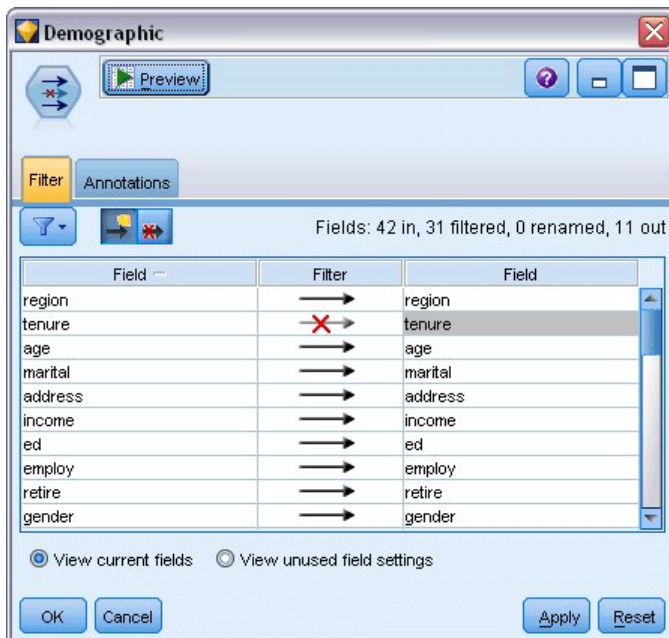 Demographic
Preview
?
Filter Annotations
Fields: 42 in, 31 filtered, 0 renamed, 11 out
Field Filter Field
region region
tenure tenure
age age
marital marital
address address
income income
ed ed
employ employ
retire retire
gender gender
View current fields View unused field settings
OK Cancel Apply Reset